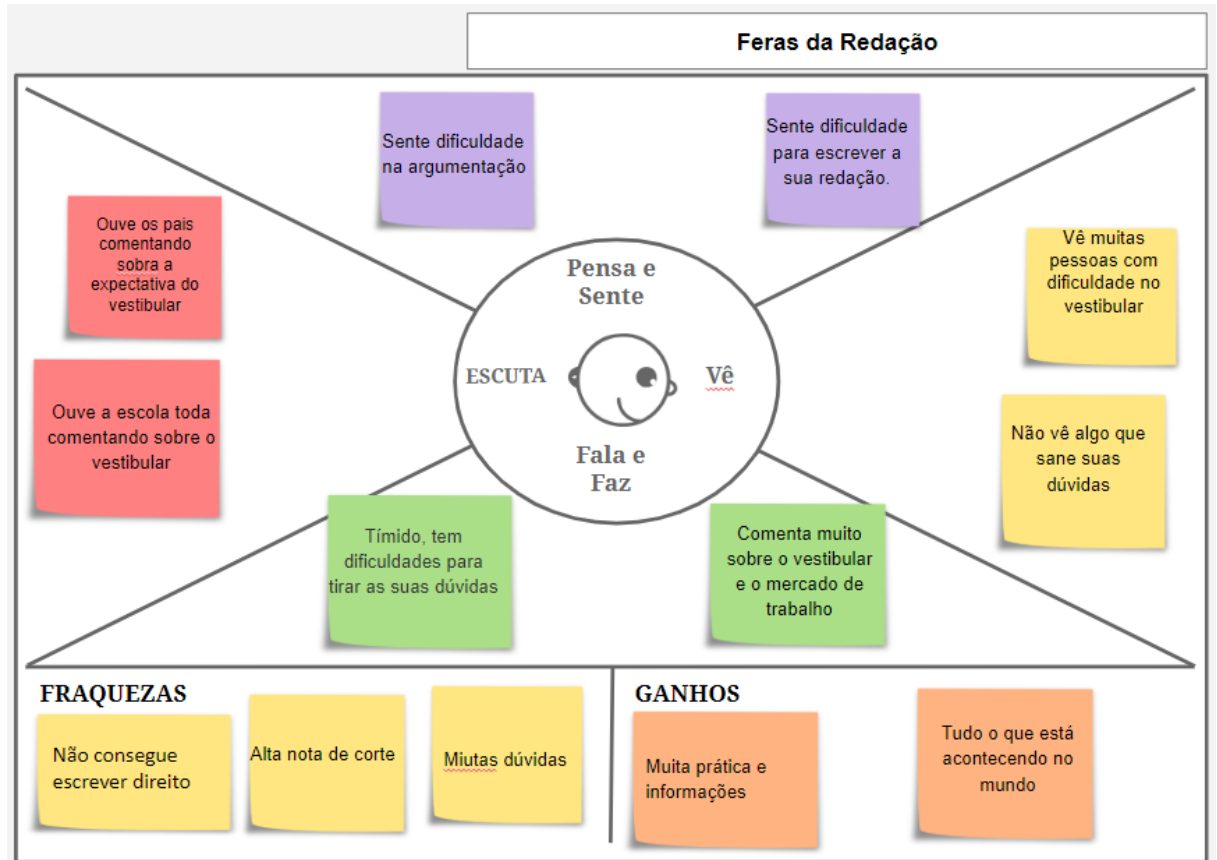 Feras da Redação
Sente dificuldade
na argumentação
Sente dificuldade
para escrever a
sua redação.
Ouve os pais
comentando
sobra a
expectativa do
vestibular
Ouve a escola toda
comentando sobre o
vestibular
Pensa e
Sente
ESCUTA
Vê
Fala e
Faz
Vê muitas
pessoas com
dificuldade no
vestibular
Não vê algo que
sane suas
dúvidas
Tímido, tem
dificuldades para
tirar as suas dúvidas
Comenta muito
sobre o vestibular
e o mercado de
trabalho
FRAQUEZAS
Não consegue
escrever direito
Alta nota de corte
Miutas dúvidas
GANHOS
Muita prática e
informações
Tudo o que está
acontecendo no
mundo